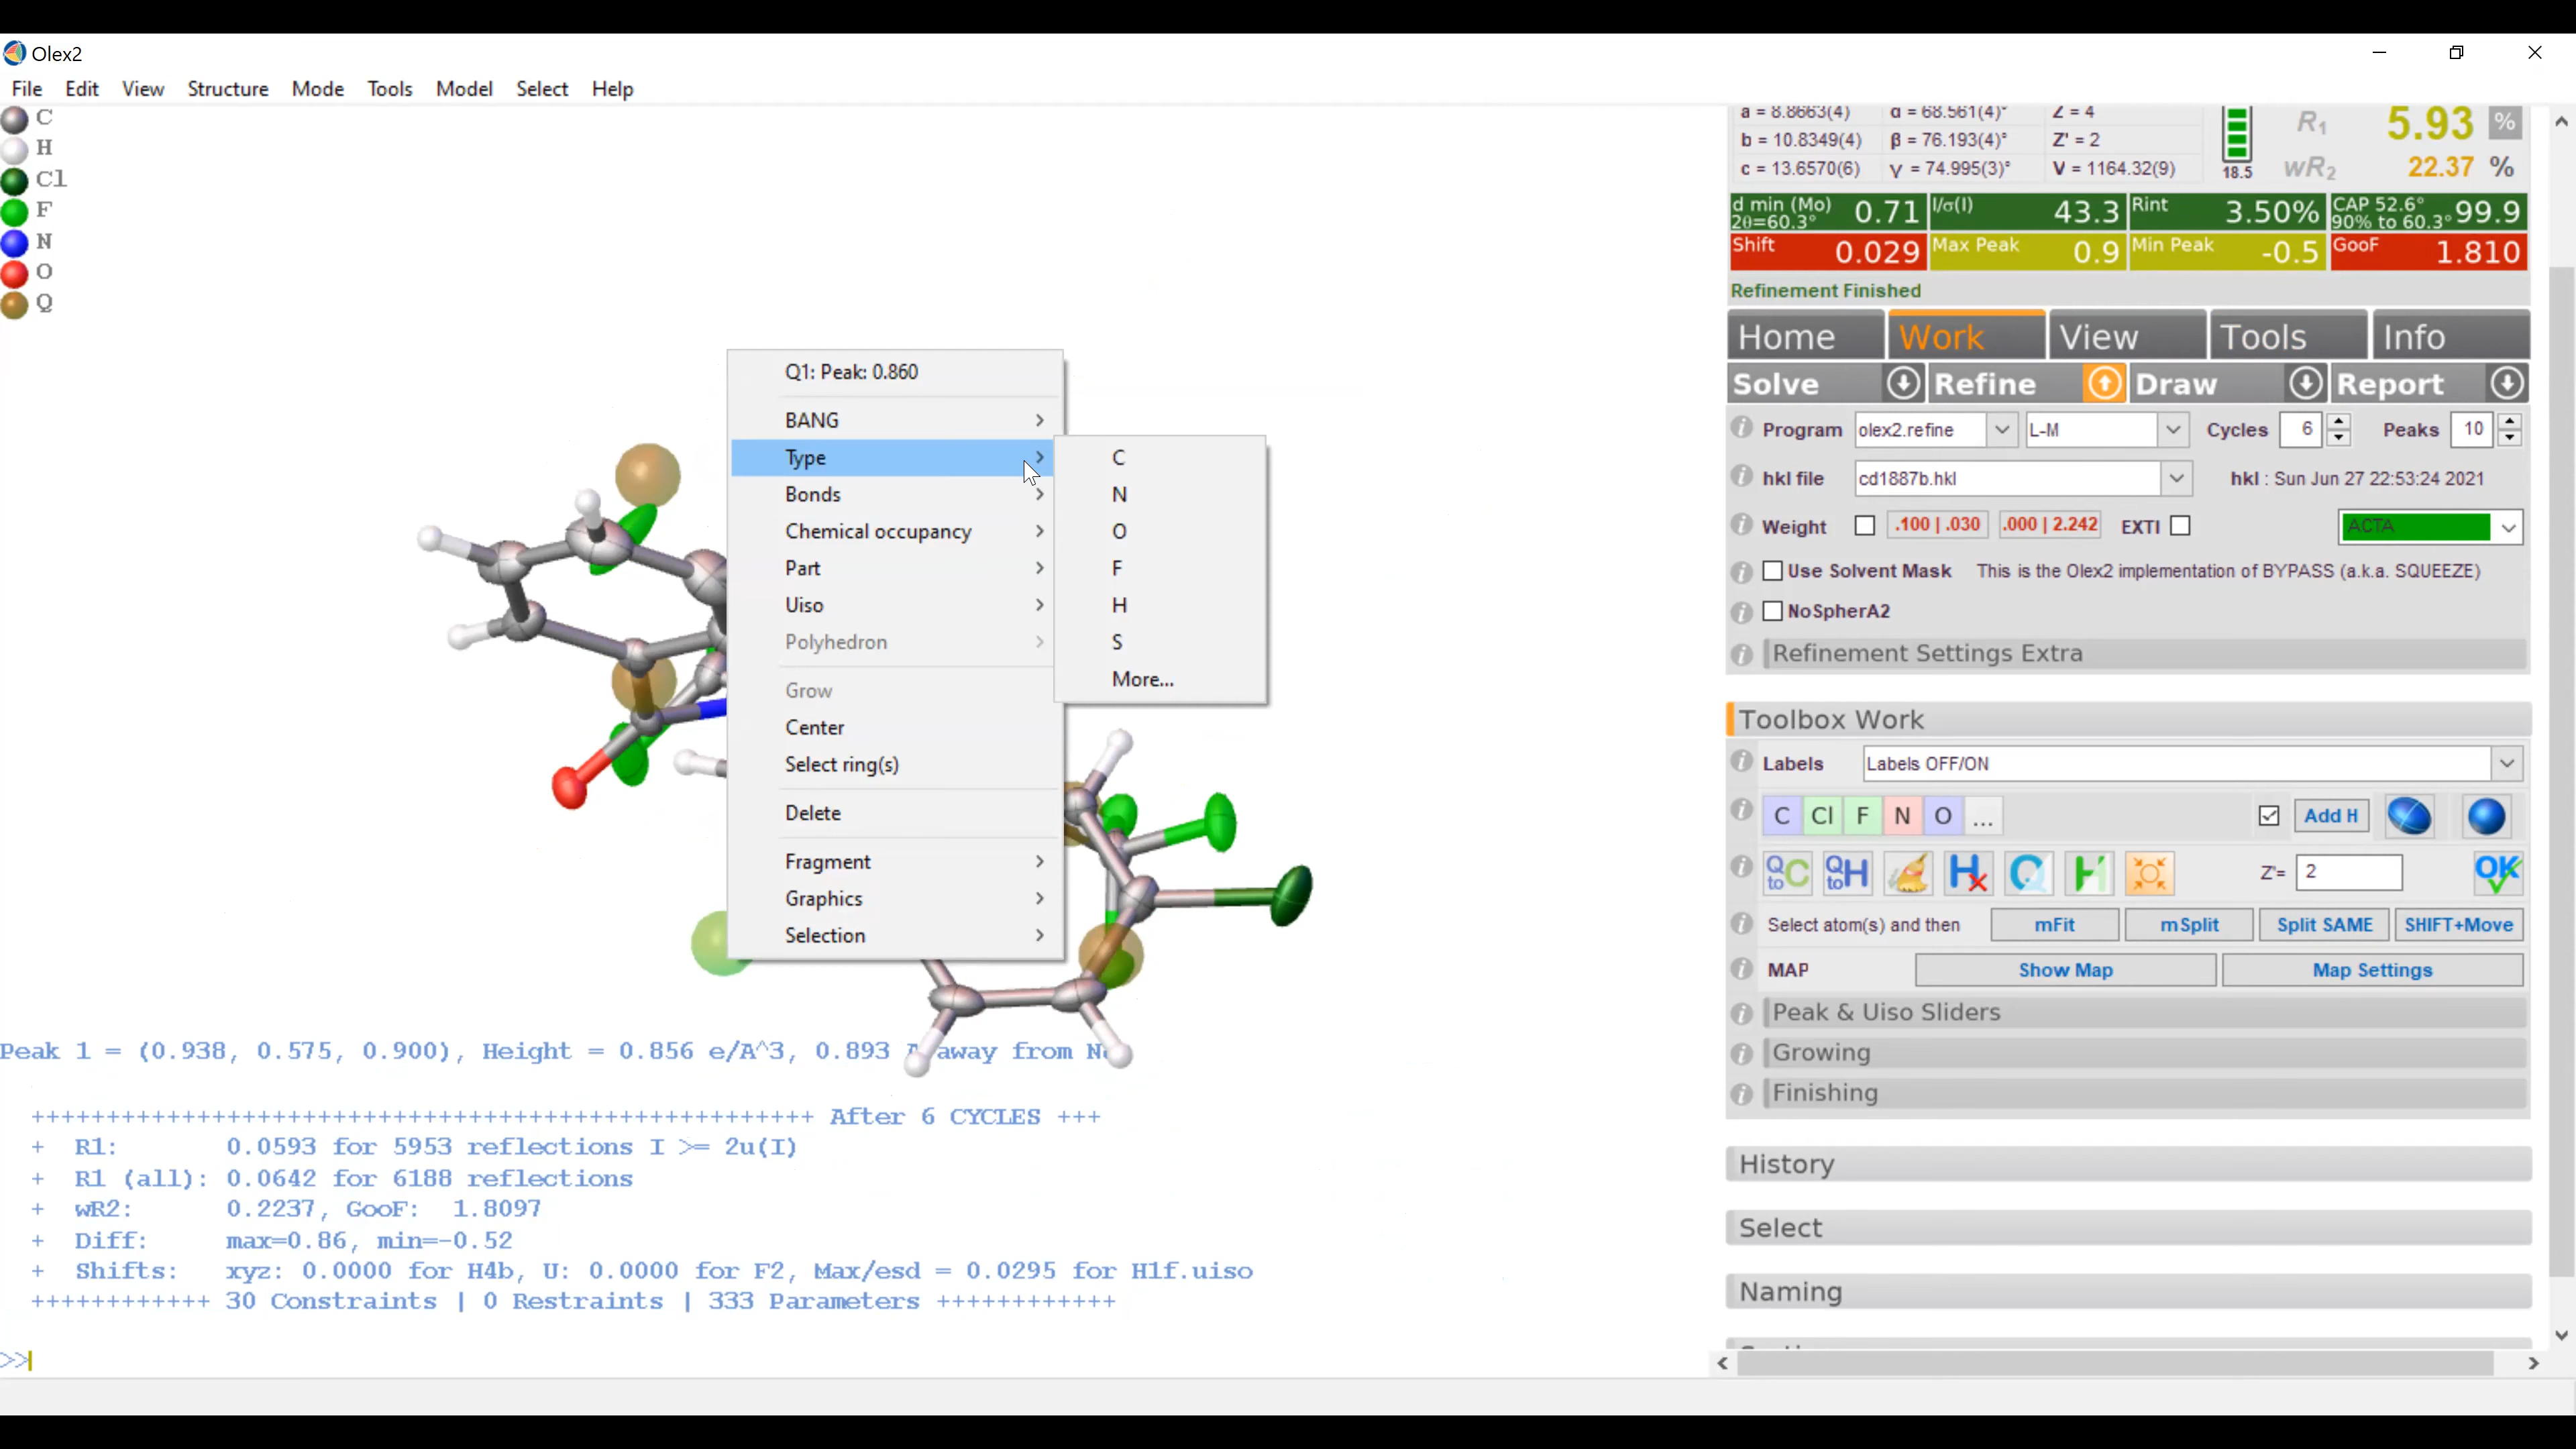 Olex2
File Edit View Structure Mode Tools Model Select Help
C
H
Cl
F
N
O
Q
Q1: Peak: 0.860
BANG
Type
Bonds
Chemical occupancy
Part
Uiso
Polyhedron
Grow
Center
Select ring(s)
Delete
Fragment
Graphics
Selection
C
N
O
F
H
S
More...
Peak 1 = (0.938, 0.575, 0.900), Height = 0.856 e/A^3, 0.893 away from
++++++++++++++++++++++++++++++++++++++++++++++++++++ After 6 CYCLES +++
+ R1: 0.0593 for 5953 reflections I >= 2u(I)
+ R1 (all): 0.0642 for 6188 reflections
+ wR2: 0.2237, GooF: 1.8097
+ Diff: max=0.86, min=-0.52
+ Shifts: xyz: 0.0000 for H4b, U: 0.0000 for F2, Max/esd = 0.0295 for H1f.uiso
++++++++++++ 30 Constraints | 0 Restraints | 333 Parameters ++++++++++++
>>
a = 8.8663(4) α = 68.561(4)° Z = 4
b = 10.8349(4) β = 76.193(4)° Z' = 2
c = 13.6570(6) γ = 74.995(3)° V = 1164.32(9)
18.5
R1 5.93 %
wR2 22.37 %
d min (Mo) 2θ=60.3° 0.71 I/σ(I) 43.3 Rint 3.50% CAP 52.6° 90% to 60.3° 99.9
Shift 0.029 Max Peak 0.9 Min Peak -0.5 GooF 1.810
Refinement Finished
Home Work View Tools Info
Solve Refine Draw Report
Program olex2.refine L-M Cycles 6 Peaks 10
hkl file cd1887b.hkl hkl : Sun Jun 27 22:53:24 2021
Weight .100 | .030 .000 | 2.242 EXTI ACTA
Use Solvent Mask This is the Olex2 implementation of BYPASS (a.k.a. SQUEEZE)
NoSpherA2
Refinement Settings Extra
Toolbox Work
Labels Labels OFF/ON
C Cl F N O ... Add H
Q to C Q to H H Q H Z'= 2 OK
Select atom(s) and then mFit mSplit Split SAME SHIFT+Move
MAP Show Map Map Settings
Peak & Uiso Sliders
Growing
Finishing
History
Select
Naming